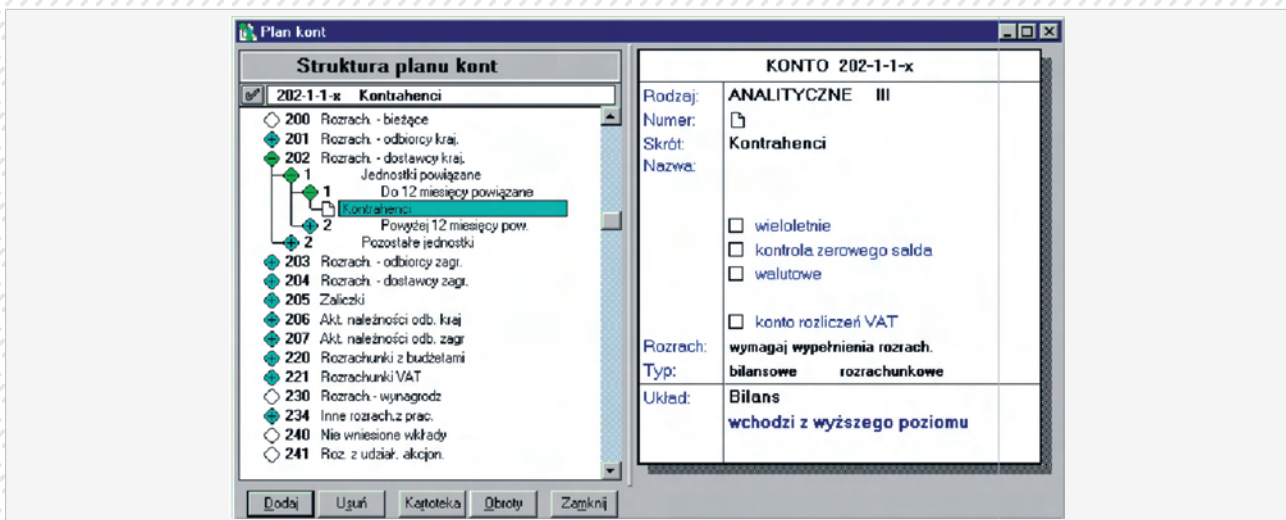 Plan kont
Struktura planu kont
202-1-1-x Kontrahenci
200 Rozrach. - bieżące
201 Rozrach. - odbiorcy kraj.
202 Rozrach. - dostawcy kraj.
1 Jednostki powiązane
1 Do 12 miesięcy powiązane
Kontrahenci
2 Powyżej 12 miesięcy pow.
2 Pozostałe jednostki
203 Rozrach. - odbiorcy zagr.
204 Rozrach. - dostawcy zagr.
205 Zaliczki
206 Akt. należności odb. kraj
207 Akt. należności odb. zagr
220 Rozrachunki z budżetami
221 Rozrachunki VAT
230 Rozrach.- wynagrodz
234 Inne rozrach.z prac.
240 Nie wniesione wkłady
241 Roz. z udział. akcjon.
Dodaj Usuń Kartoteka Obroty Zamknij
KONTO 202-1-1-x
Rodzaj: ANALITYCZNE III
Numer:
Skrót: Kontrahenci
Nazwa:
wieloletnie
kontrola zerowego salda
walutowe
konto rozliczeń VAT
Rozrach: wymagaj wypełnienia rozrach.
Typ: bilansowe rozrachunkowe
Układ: Bilans
wchodzi z wyższego poziomu